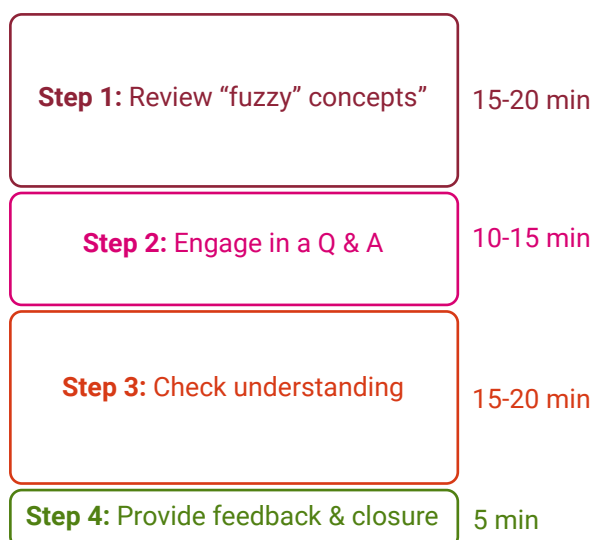 Step 1: Review “fuzzy” concepts”
15-20 min
Step 2: Engage in a Q & A
10-15 min
Step 3: Check understanding
15-20 min
Step 4: Provide feedback & closure
5 min